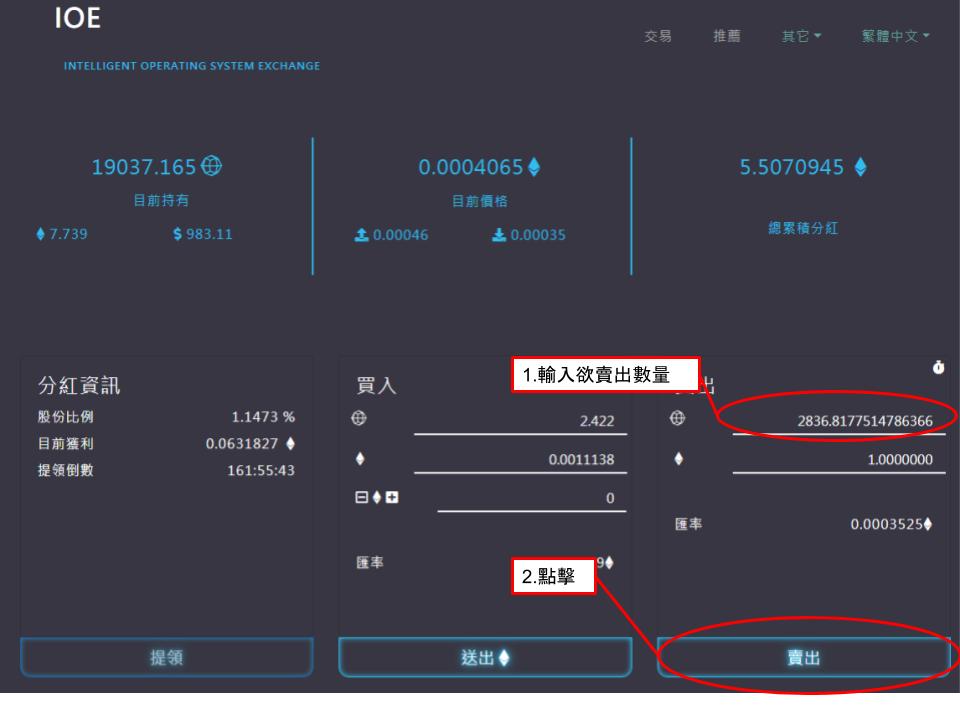 IOE
INTELLIGENT OPERATING SYSTEM EXCHANGE
交易 推薦 其它 繁體中文
19037.165
目前持有
7.739 $ 983.11
0.0004065
目前價格
0.00046 0.00035
5.5070945
總累積分紅
分紅資訊
股份比例 1.1473 %
目前獲利 0.0631827
提領倒數 161:55:43
提領
買入
2.422
0.0011138
0
匯率 9
送出
1.輸入欲賣出數量
出
2836.8177514786366
1.0000000
匯率 0.0003525
2.點擊
賣出